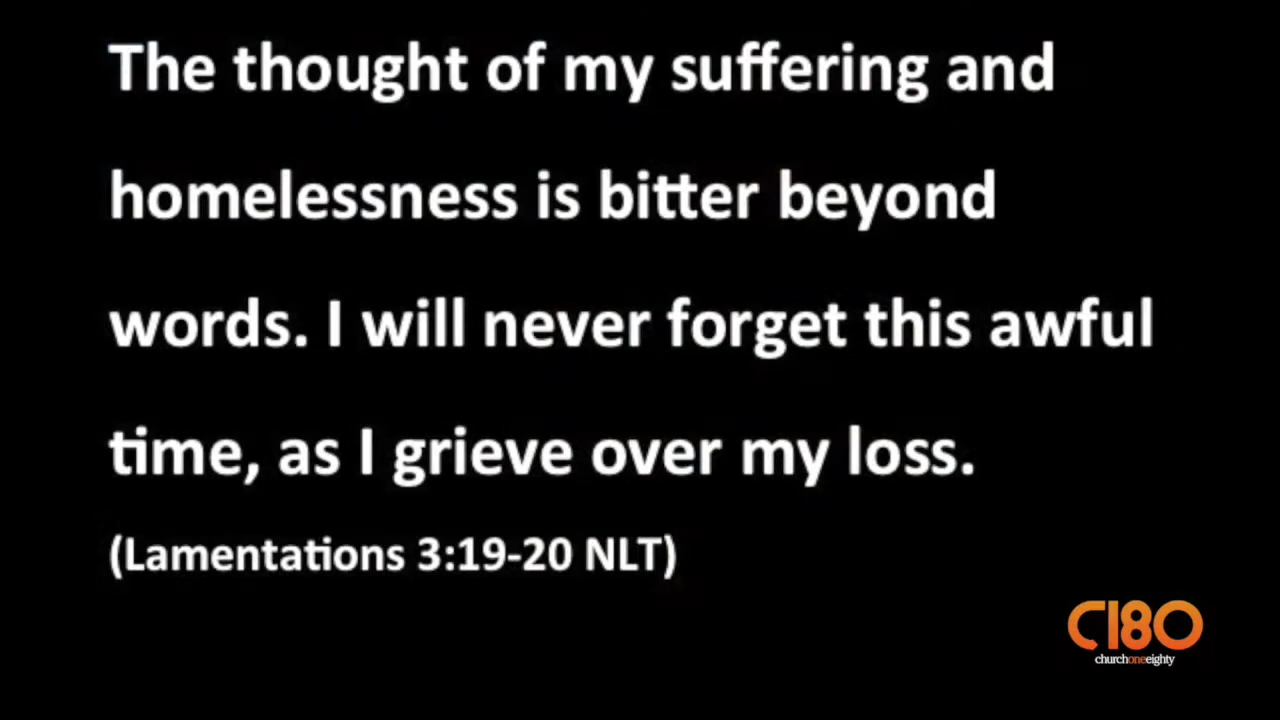 The thought of my suffering and
homelessness is bitter beyond
words. I will never forget this awful
time, as I grieve over my loss.
(Lamentations 3:19-20 NLT)
C180
churchoneeighty